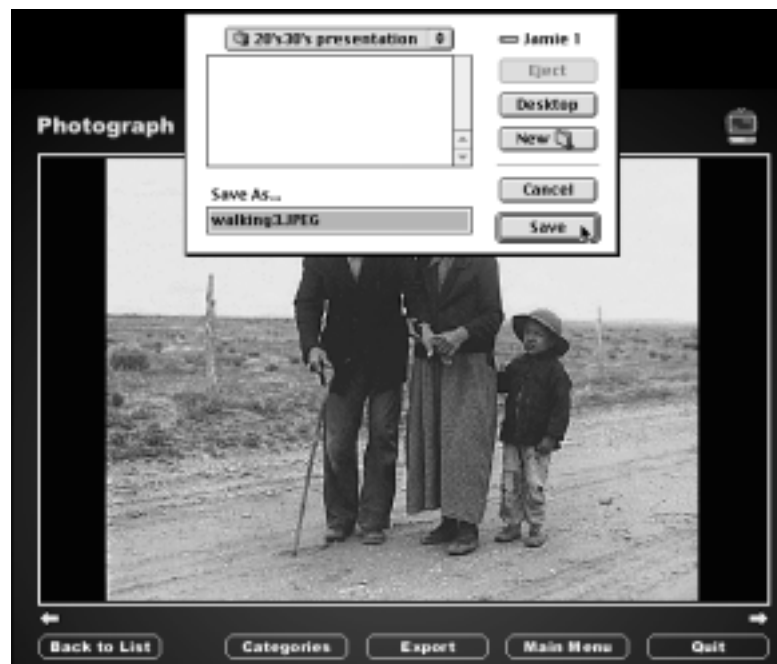 20's30's presentation
Jamie 1
Eject
Desktop
New
Save As...
Cancel
walking3.JPEG
Save
Photograph
Back to List
Categories
Export
Main Menu
Quit